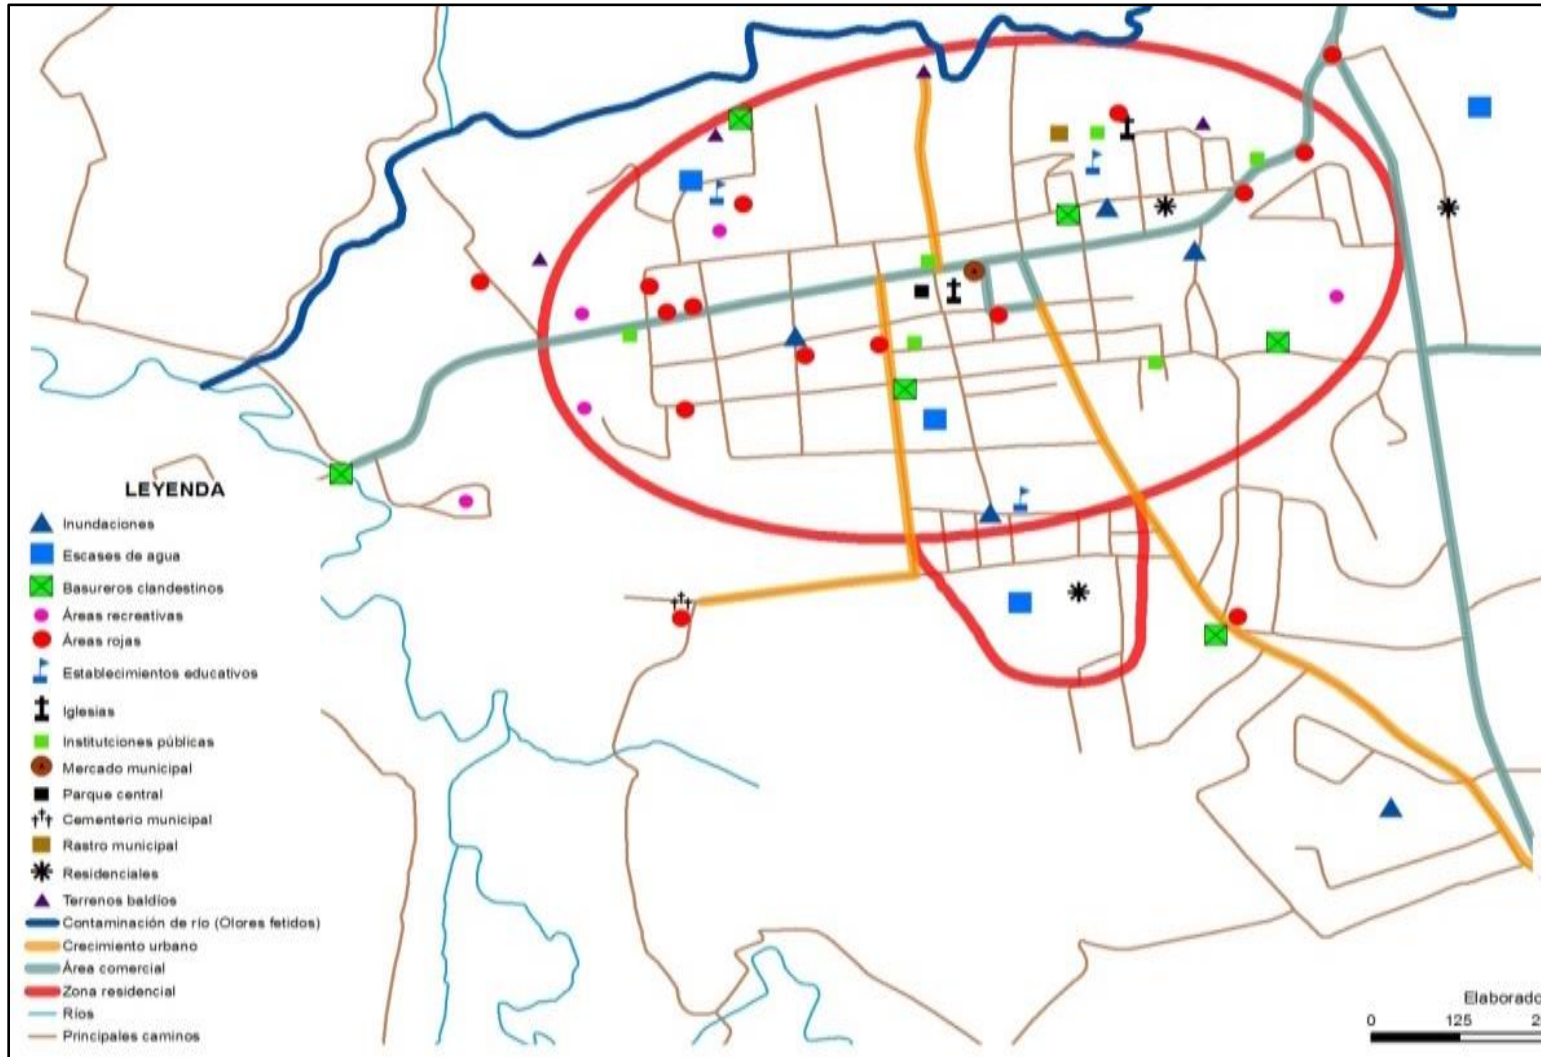 LEYENDA
Inundaciones
Escases de agua
Basureros clandestinos
Áreas recreativas
Áreas rojas
Establecimientos educativos
Iglesias
Institutciones públicas
Mercado municipal
Parque central
Cementerio municipal
Rastro municipal
Residenciales
Terrenos baldíos
Contaminación de río (Olores fetidos)
Crecimiento urbano
Área comercial
Zona residencial
Ríos
Principales caminos
Elaborado
0 125